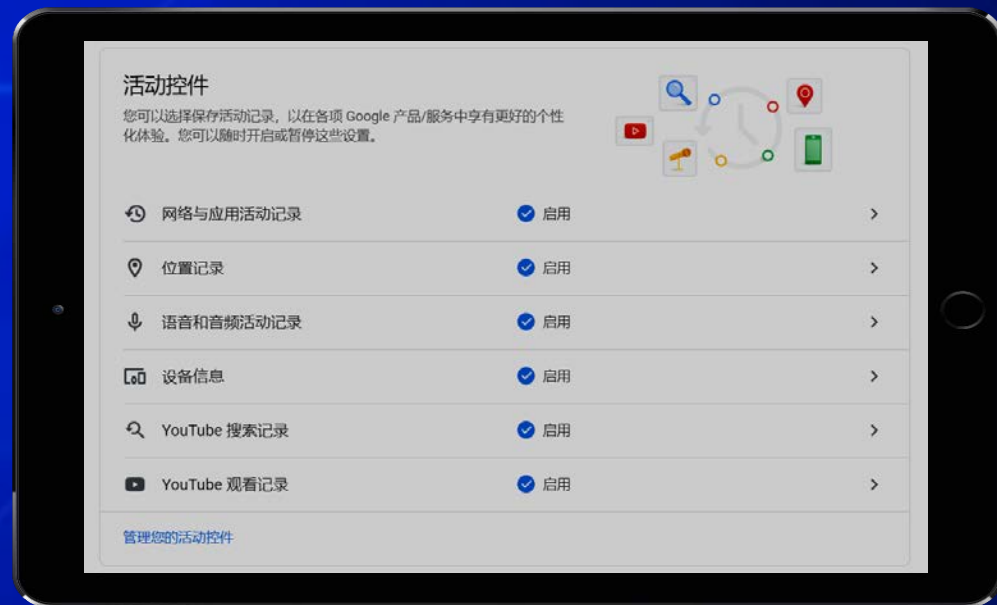 活动控件
您可以选择保存活动记录，以在各项 Google 产品/服务中享有更好的个性
化体验。您可以随时开启或暂停这些设置。
网络与应用活动记录 启用
位置记录 启用
语音和音频活动记录 启用
设备信息 启用
YouTube 搜索记录 启用
YouTube 观看记录 启用
管理您的活动控件